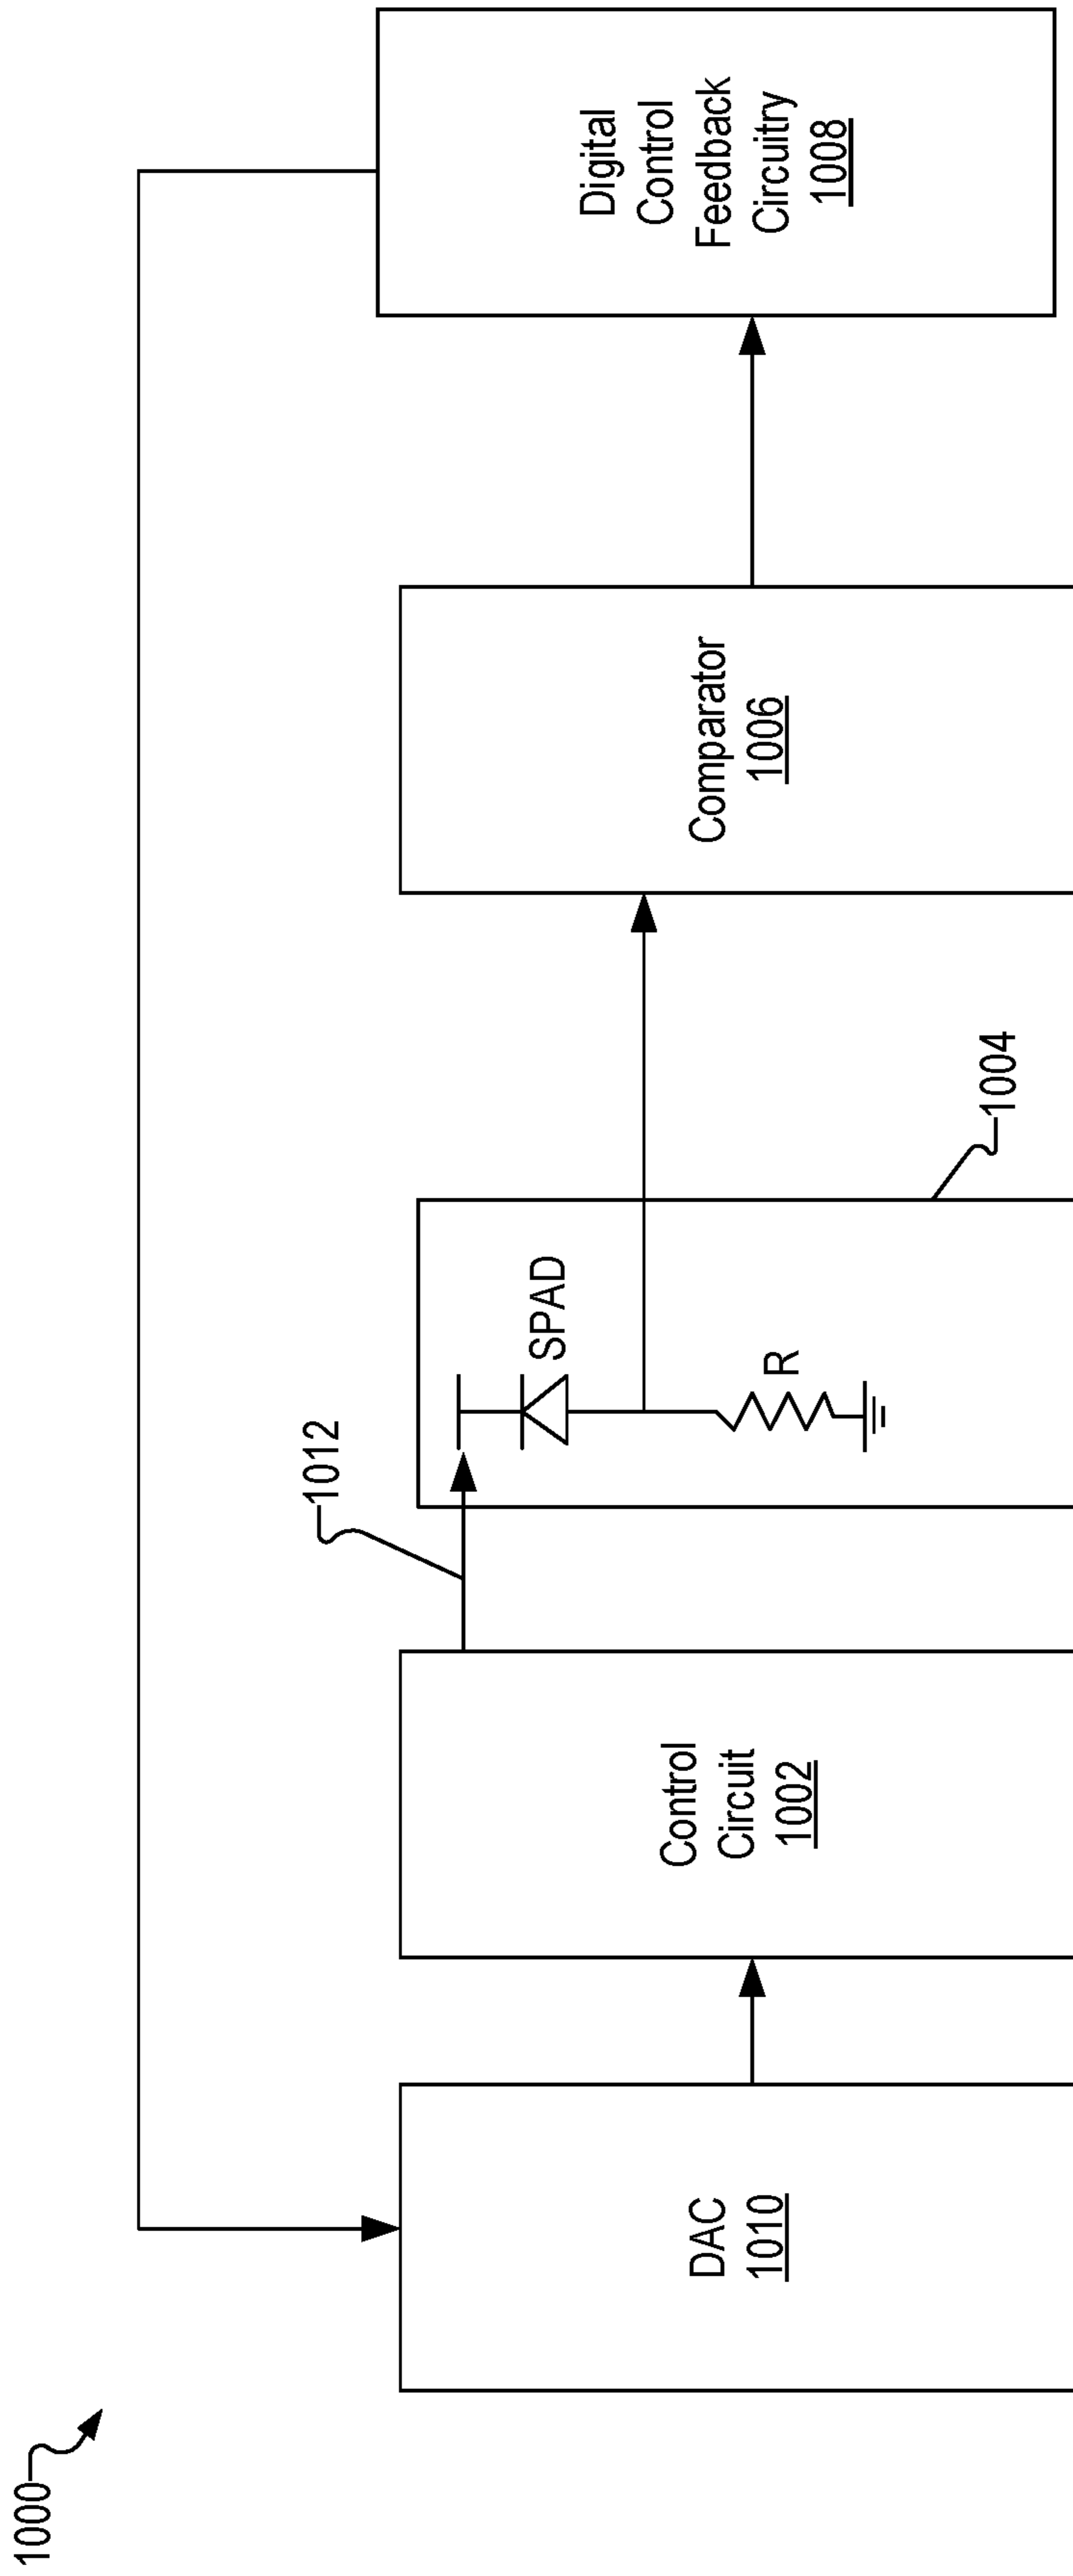 1000
DAC
1010
Control
Circuit
1002
1012
SPAD
R
1004
Comparator
1006
Digital
Control
Feedback
Circuitry
1008